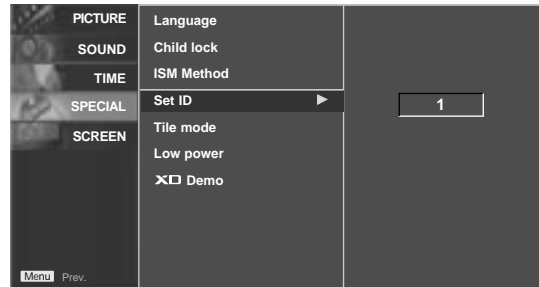 PICTURE
SOUND
TIME
SPECIAL
SCREEN
Menu Prev.
Language
Child lock
ISM Method
Set ID ▶
Tile mode
Low power
XD Demo
1